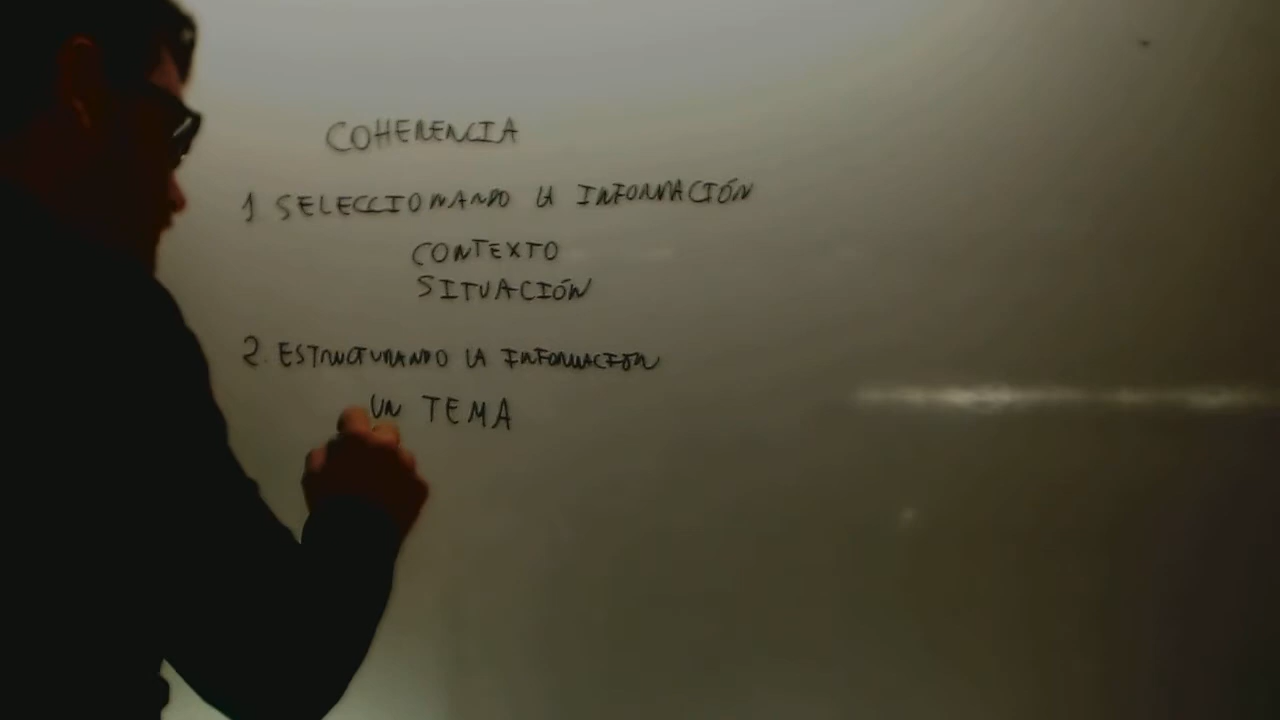 COHERENCIA
1 SELECCIONANDO LA INFORMACIÓN
CONTEXTO
SITUACIÓN
2. ESTRUCTURANDO LA INFORMACIÓN
UN TEMA